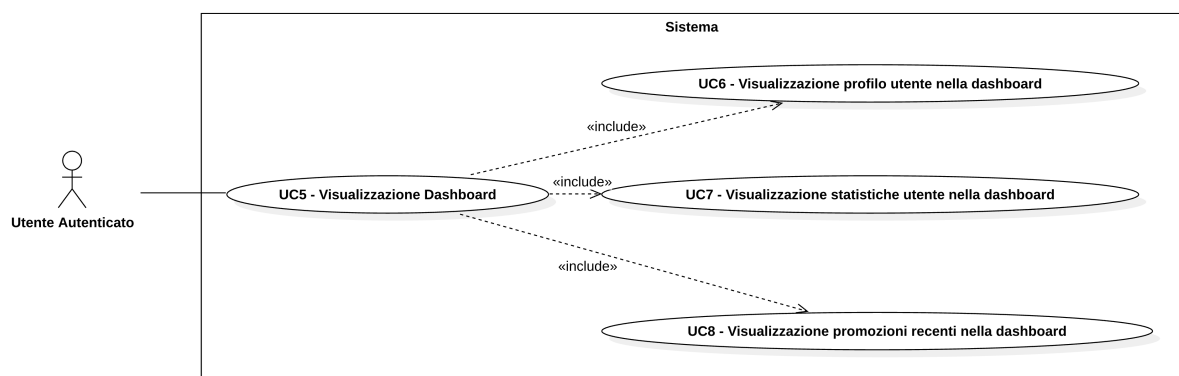 Sistema
UC6 - Visualizzazione profilo utente nella dashboard
«include»
Utente Autenticato
UC5 - Visualizzazione Dashboard
«include»
UC7 - Visualizzazione statistiche utente nella dashboard
«include»
UC8 - Visualizzazione promozioni recenti nella dashboard